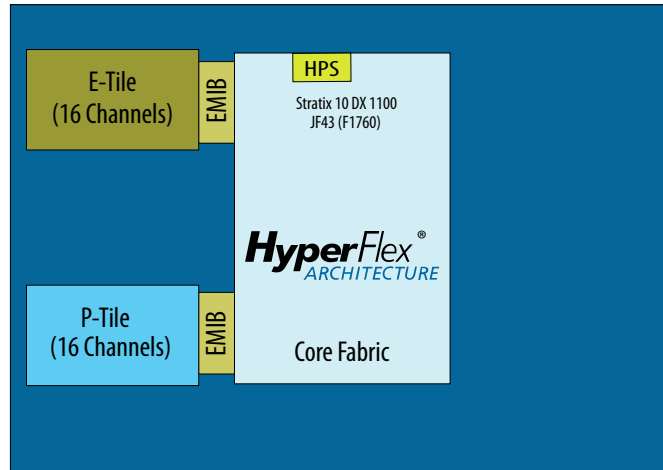 E-Tile
(16 Channels)
EMIB
HPS
Stratix 10 DX 1100
JF43 (F1760)
HyperFlex®
ARCHITECTURE
P-Tile
(16 Channels)
EMIB
Core Fabric